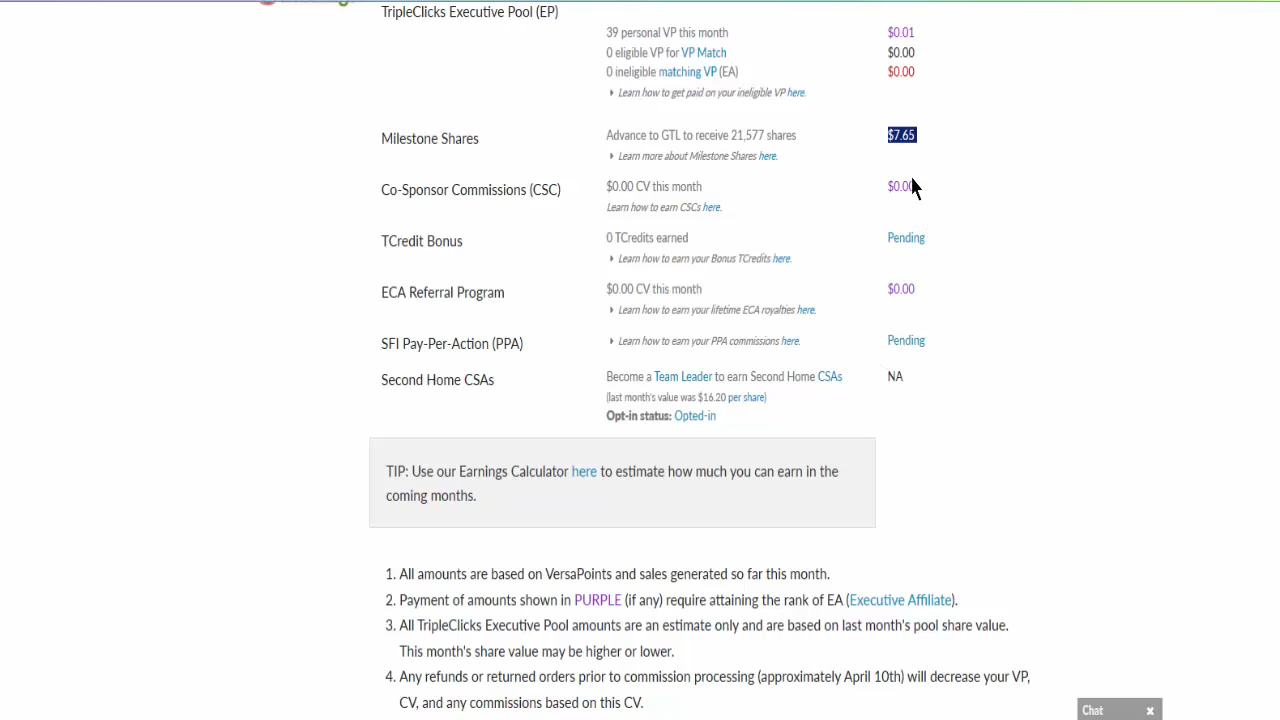 TripleClicks Executive Pool (EP)
39 personal VP this month $0.01
0 eligible VP for VP Match $0.00
0 ineligible matching VP (EA) $0.00
Learn how to get paid on your ineligible VP here.
Milestone Shares Advance to GTL to receive 21,577 shares $7.65
Learn more about Milestone Shares here.
Co-Sponsor Commissions (CSC) $0.00 CV this month $0.00
Learn how to earn CSCs here.
TCredit Bonus 0 TCredits earned Pending
Learn how to earn your Bonus TCredits here.
ECA Referral Program $0.00 CV this month $0.00
Learn how to earn your lifetime ECA royalties here.
SFI Pay-Per-Action (PPA) Learn how to earn your PPA commissions here. Pending
Second Home CSAs Become a Team Leader to earn Second Home CSAs NA
(last month's value was $16.20 per share)
Opt-in status: Opted-in
TIP: Use our Earnings Calculator here to estimate how much you can earn in the
coming months.
1. All amounts are based on VersaPoints and sales generated so far this month.
2. Payment of amounts shown in PURPLE (if any) require attaining the rank of EA (Executive Affiliate).
3. All TripleClicks Executive Pool amounts are an estimate only and are based on last month's pool share value.
This month's share value may be higher or lower.
4. Any refunds or returned orders prior to commission processing (approximately April 10th) will decrease your VP,
CV, and any commissions based on this CV.
Chat ×